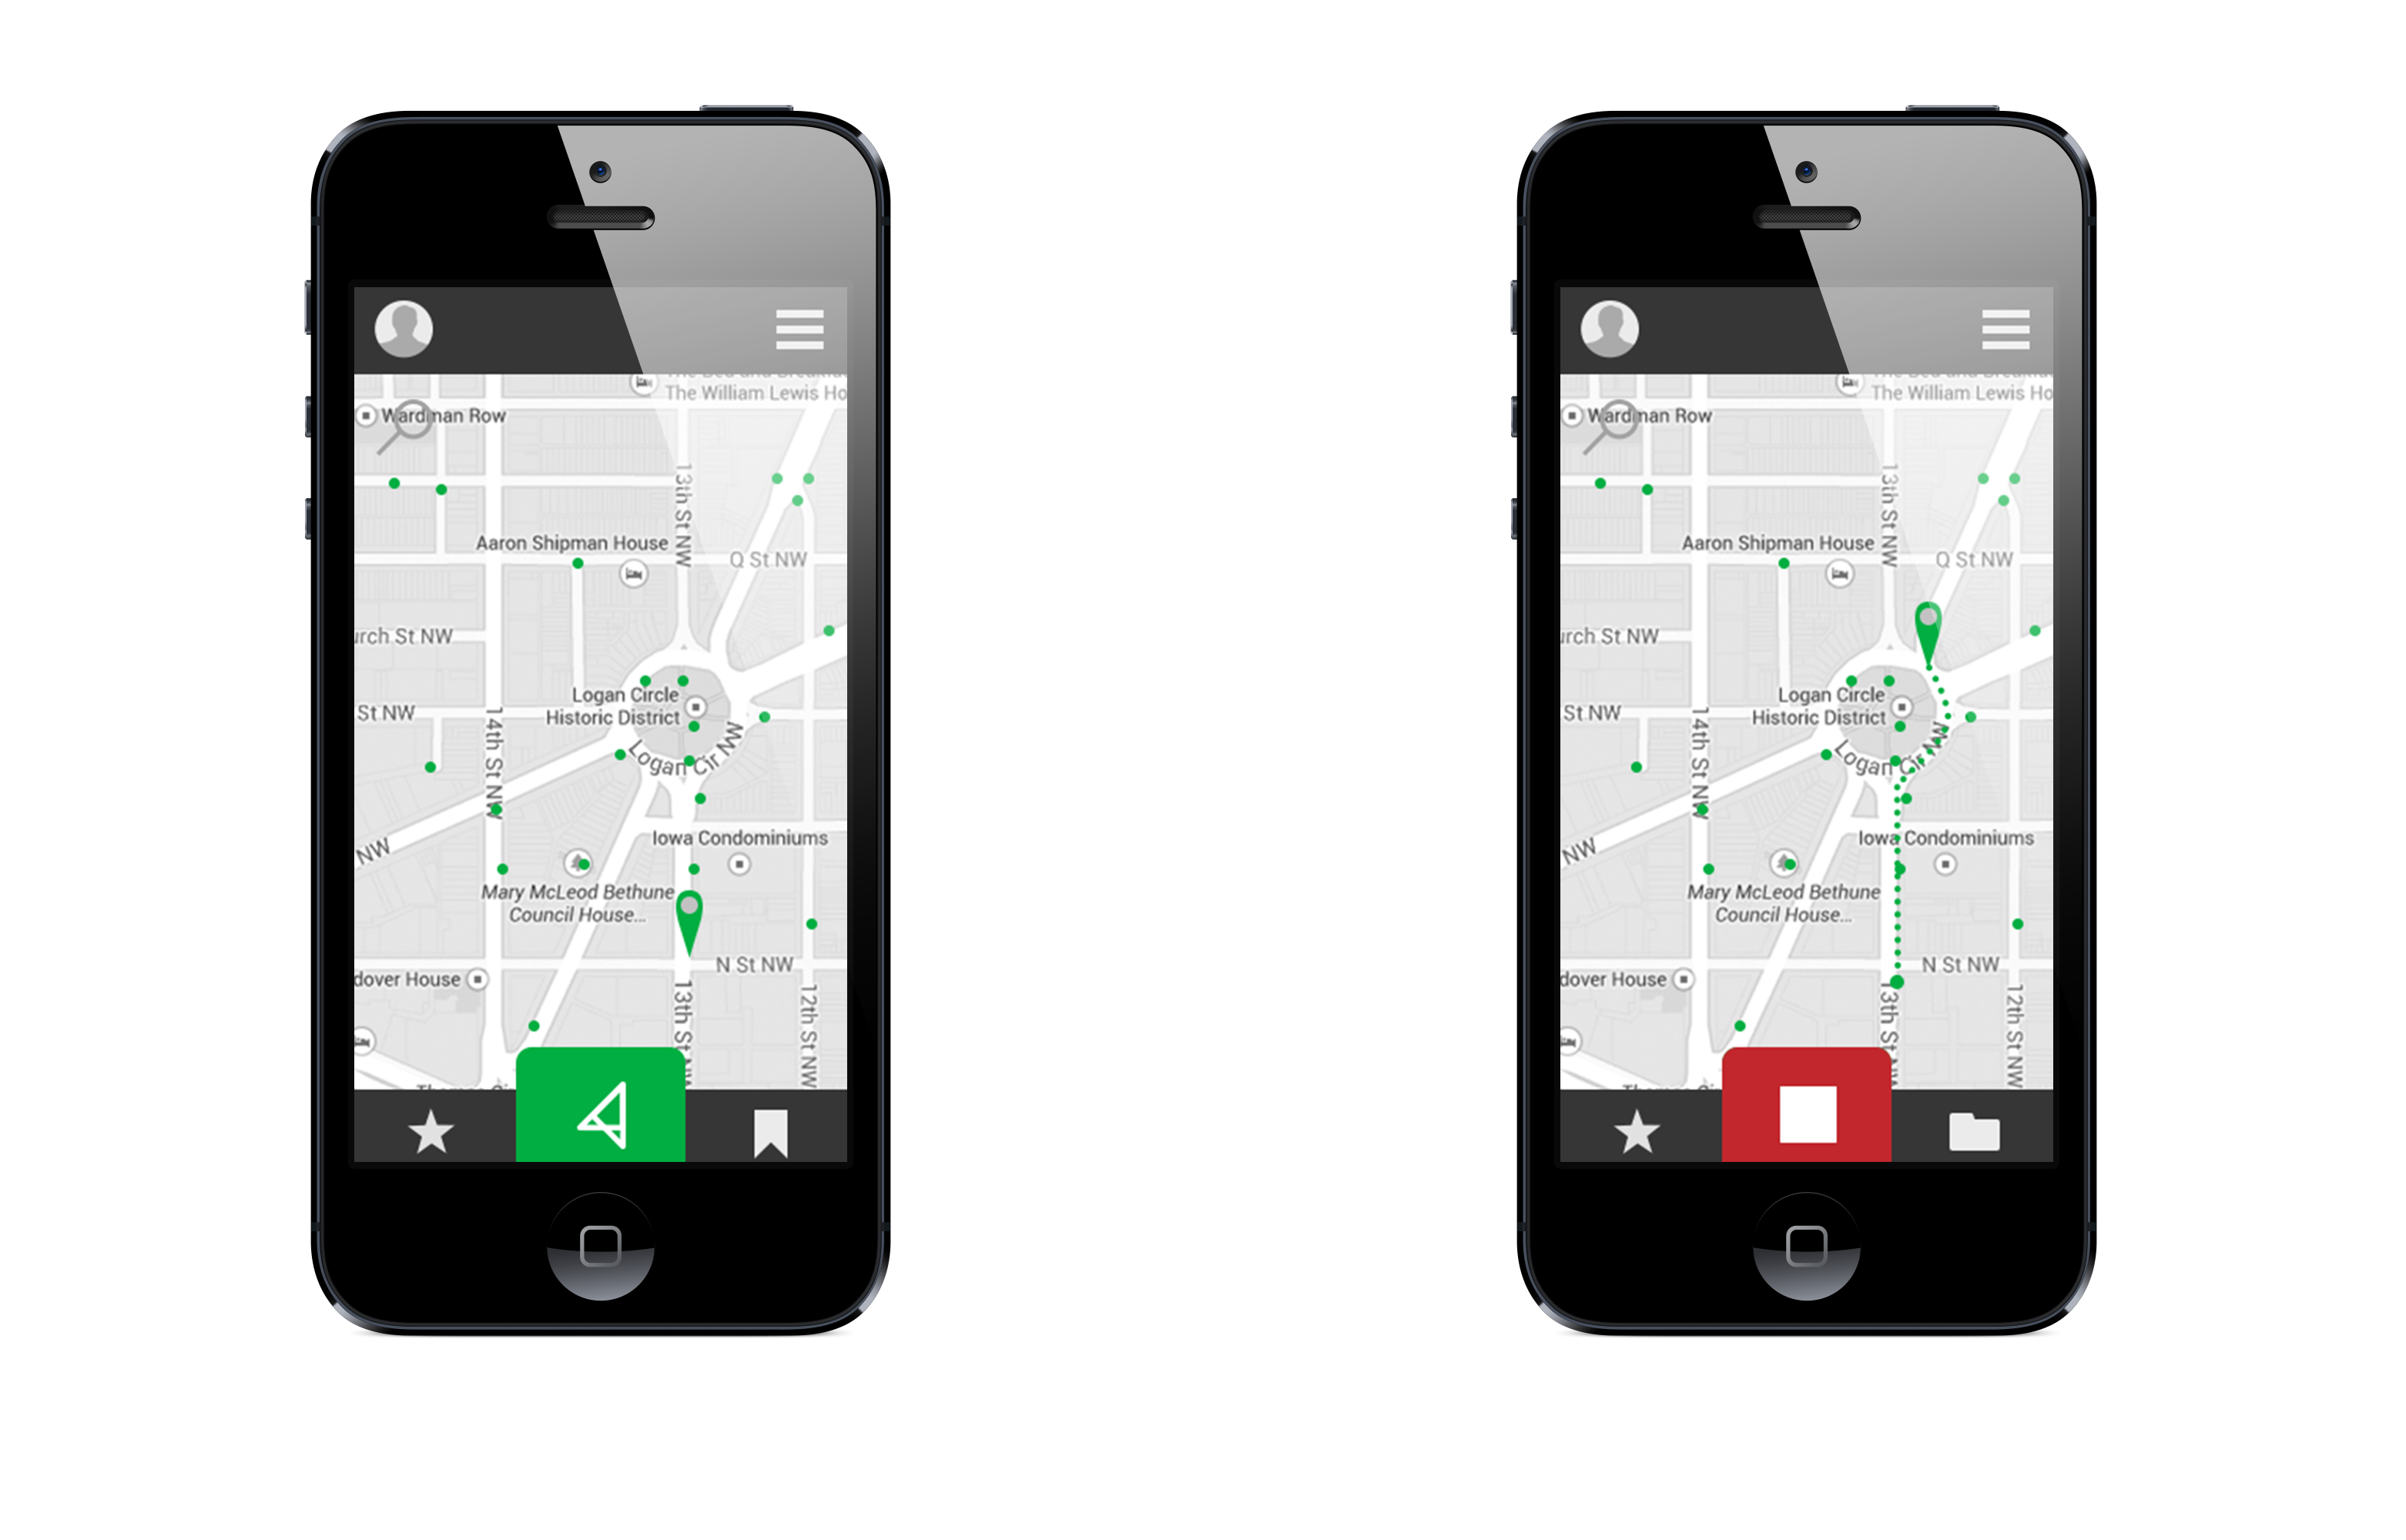 The William Lewis Ho
Wardman Row
13th St NW
Aaron Shipman House
Q St NW
urch St NW
Logan Circle
Historic District
St NW
14th St NW
Logan Cir NW
NW
Iowa Condominiums
Mary McLeod Bethune
Council House...
N St NW
dover House
13th St N
12th St NW
The William Lewis Ho
Wardman Row
13th St NW
Aaron Shipman House
Q St NW
urch St NW
Logan Circle
Historic District
St NW
14th St NW
Logan Cir NW
NW
Iowa Condominiums
Mary McLeod Bethune
Council House...
N St NW
dover House
13th St N
12th St NW